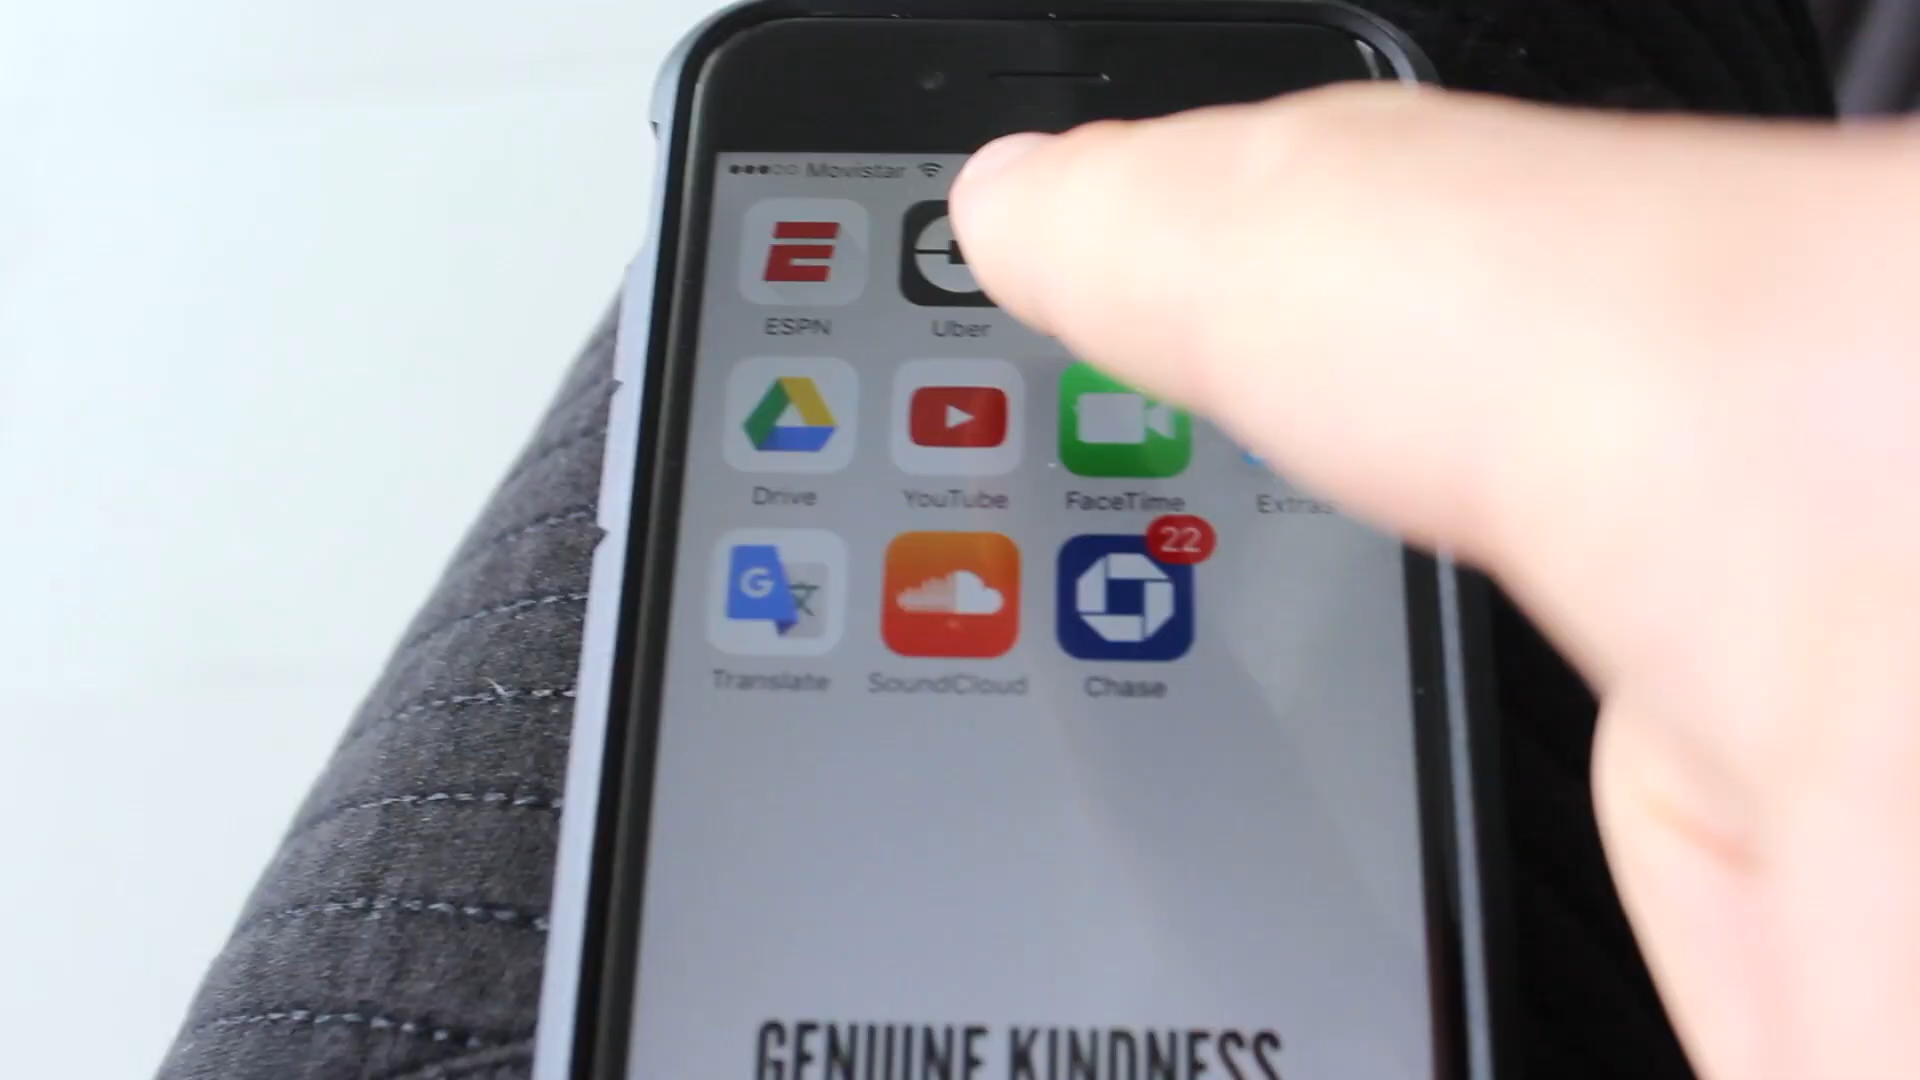 Movistar
ESPN Uber
Drive YouTube FaceTime Extras
22
Translate SoundCloud Chase
GENUINE KINDNESS